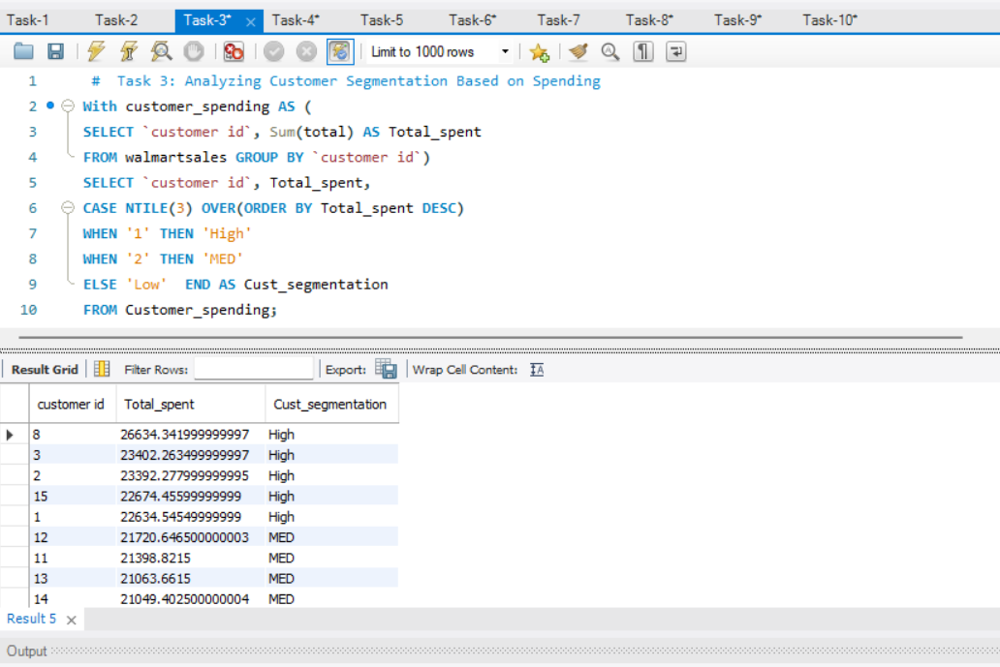 Task-1 Task-2 Task-3* × Task-4* Task-5 Task-6* Task-7 Task-8* Task-9* Task-10*
Limit to 1000 rows
1 # Task 3: Analyzing Customer Segmentation Based on Spending
2 With customer_spending AS (
3 SELECT `customer id`, Sum(total) AS Total_spent
4 FROM walmartsales GROUP BY `customer id`)
5 SELECT `customer id`, Total_spent,
6 CASE NTILE(3) OVER(ORDER BY Total_spent DESC)
7 WHEN '1' THEN 'High'
8 WHEN '2' THEN 'MED'
9 ELSE 'Low' END AS Cust_segmentation
10 FROM Customer_spending;
Result Grid Filter Rows: Export: Wrap Cell Content:
customer id Total_spent Cust_segmentation
8 26634.341999999997 High
3 23402.263499999997 High
2 23392.277999999995 High
15 22674.45599999999 High
1 22634.54549999999 High
12 21720.646500000003 MED
11 21398.8215 MED
13 21063.6615 MED
14 21049.402500000004 MED
Result 5 ×
Output